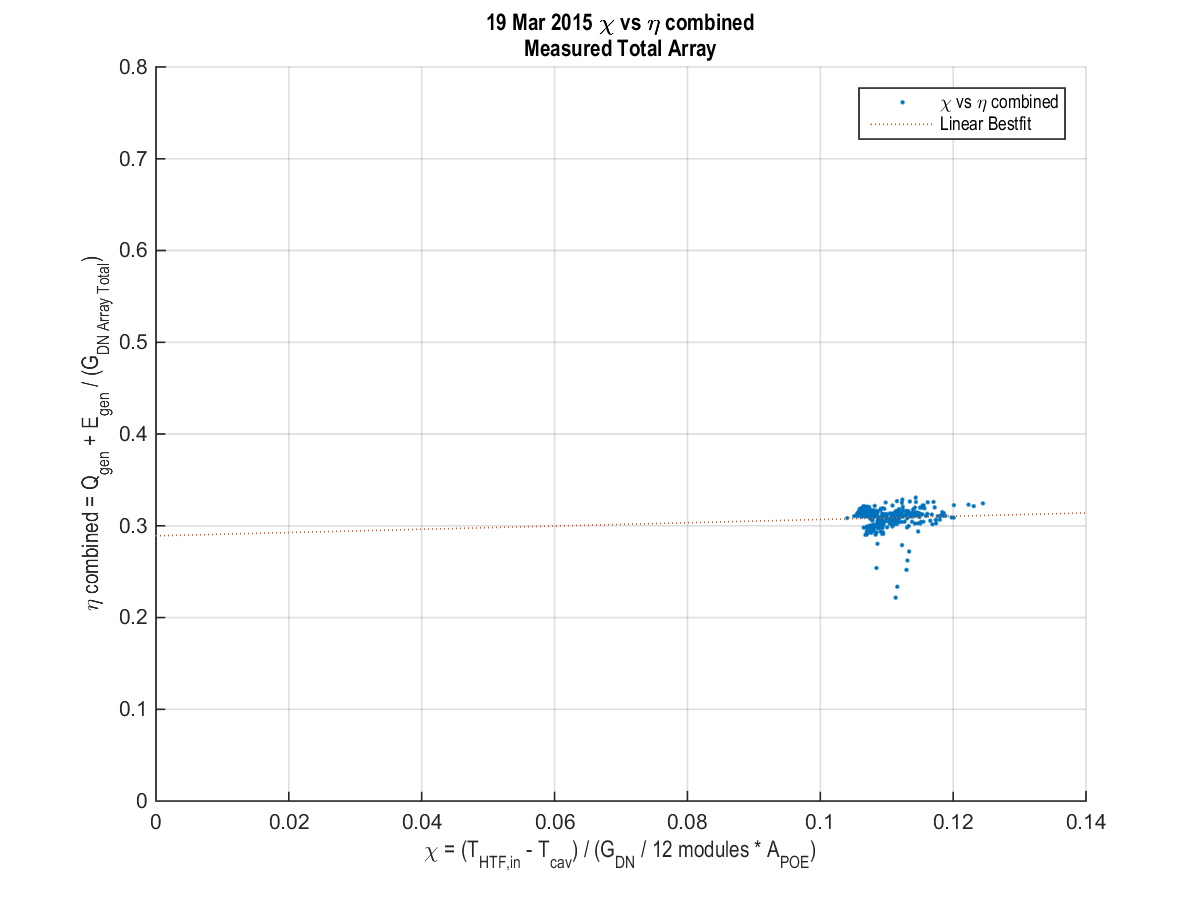 19 Mar 2015 χ vs η combined
Measured Total Array
χ vs η combined
Linear Bestfit
η combined = Q_gen + E_gen / (G_DN Array Total)
0.8
0.7
0.6
0.5
0.4
0.3
0.2
0.1
0
0 0.02 0.04 0.06 0.08 0.1 0.12 0.14
χ = (T_HTF,in - T_cav) / (G_DN / 12 modules * A_POE)